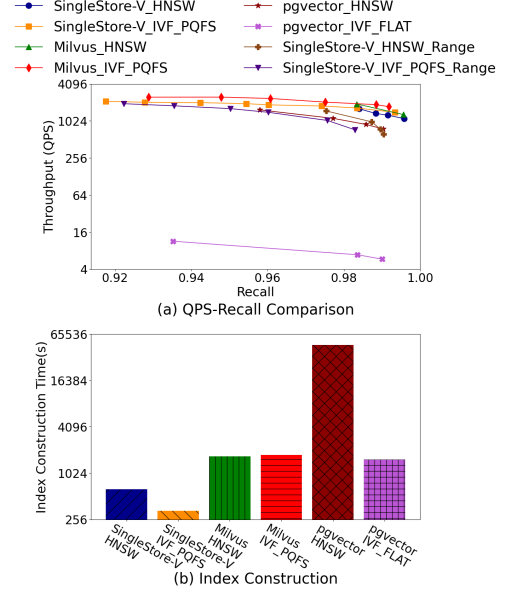 SingleStore-V_HNSW
pgvector_HNSW
SingleStore-V_IVF_PQFS
pgvector_IVF_FLAT
Milvus_HNSW
SingleStore-V_HNSW_Range
Milvus_IVF_PQFS
SingleStore-V_IVF_PQFS_Range
4096
1024
256
64
16
4
Throughput (QPS)
0.92 0.94 0.96 0.98 1.00
Recall
(a) QPS-Recall Comparison
65536
16384
4096
1024
256
Index Construction Time(s)
SingleStore-V
HNSW
SingleStore-V
IVF_PQFS
Milvus
HNSW
Milvus
IVF_PQFS
pgvector
HNSW
pgvector
IVF_FLAT
(b) Index Construction